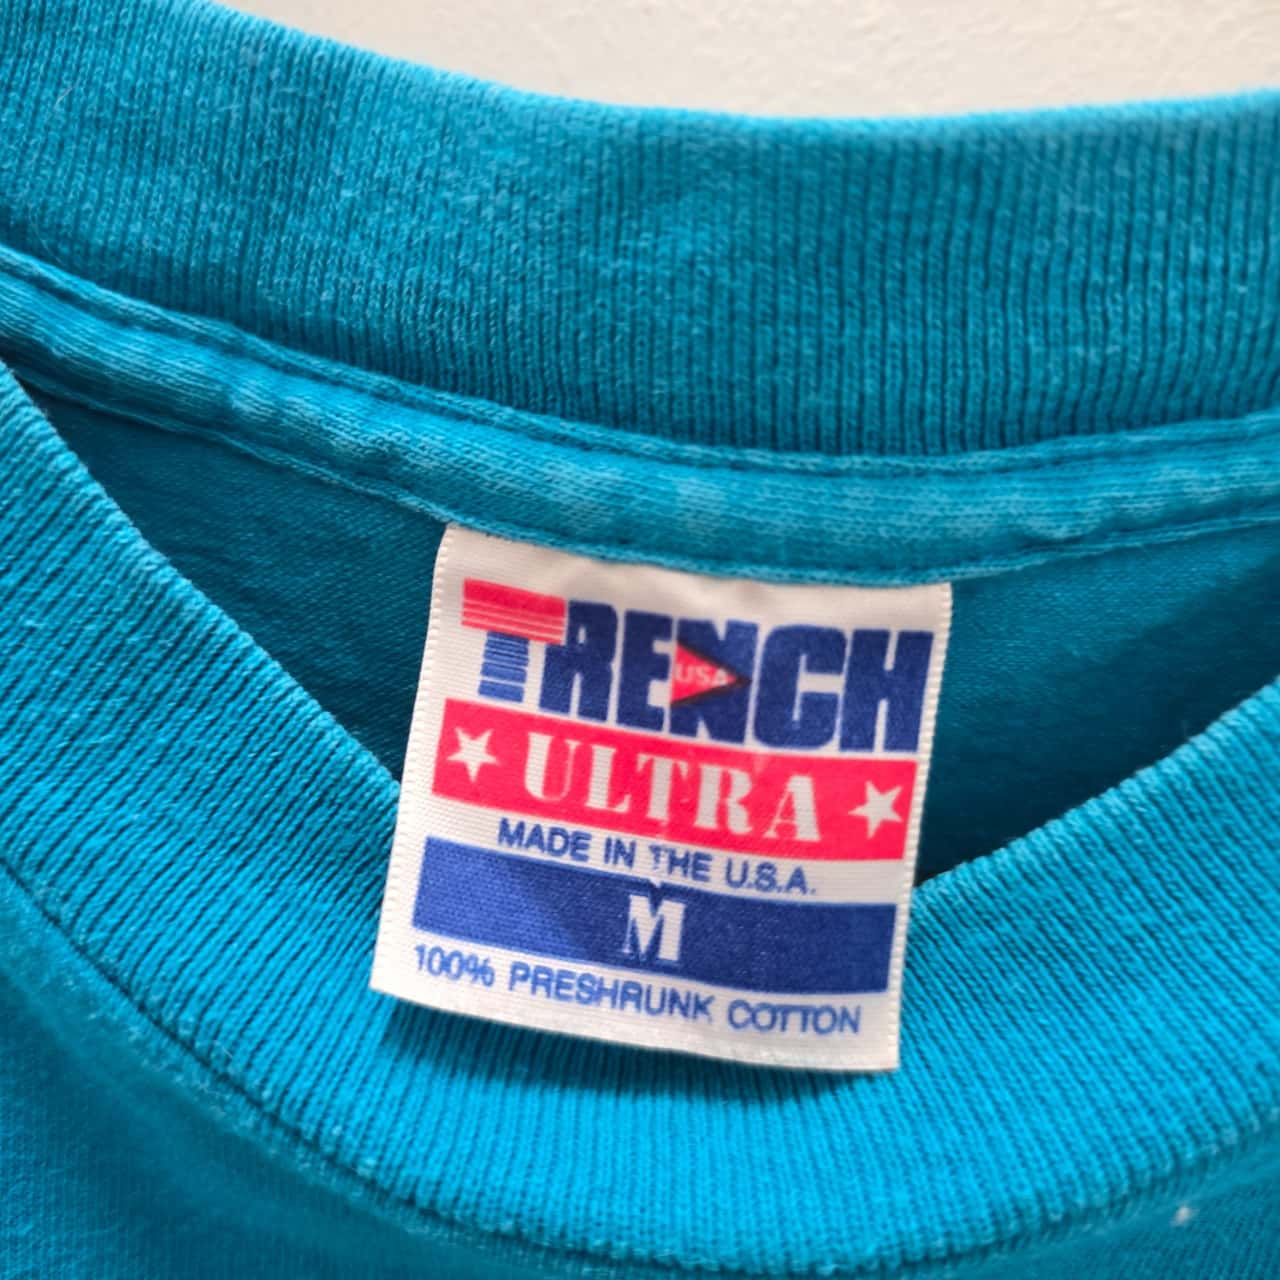 TRENCH
USA
ULTRA
MADE IN THE U.S.A.
M
100% PRESHRUNK COTTON